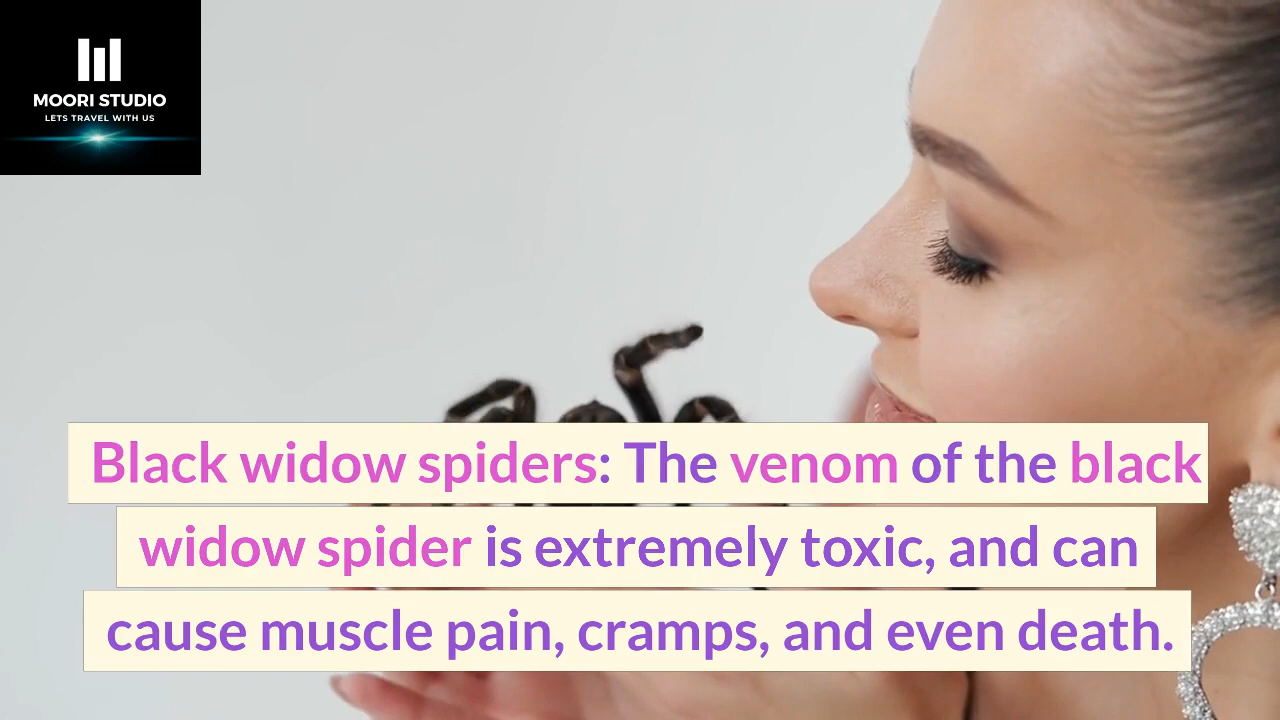 MOORI STUDIO
LETS TRAVEL WITH US
Black widow spiders: The venom of the black
widow spider is extremely toxic, and can
cause muscle pain, cramps, and even death.